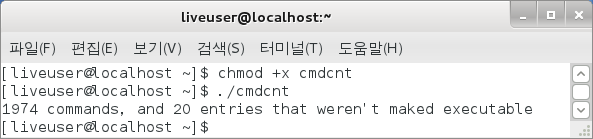 liveuser@localhost:~
파일(F) 편집(E) 보기(V) 검색(S) 터미널(T) 도움말(H)
[liveuser@localhost ~]$ chmod +x cmdcnt
[liveuser@localhost ~]$ ./cmdcnt
1974 commands, and 20 entries that weren't maked executable
[liveuser@localhost ~]$